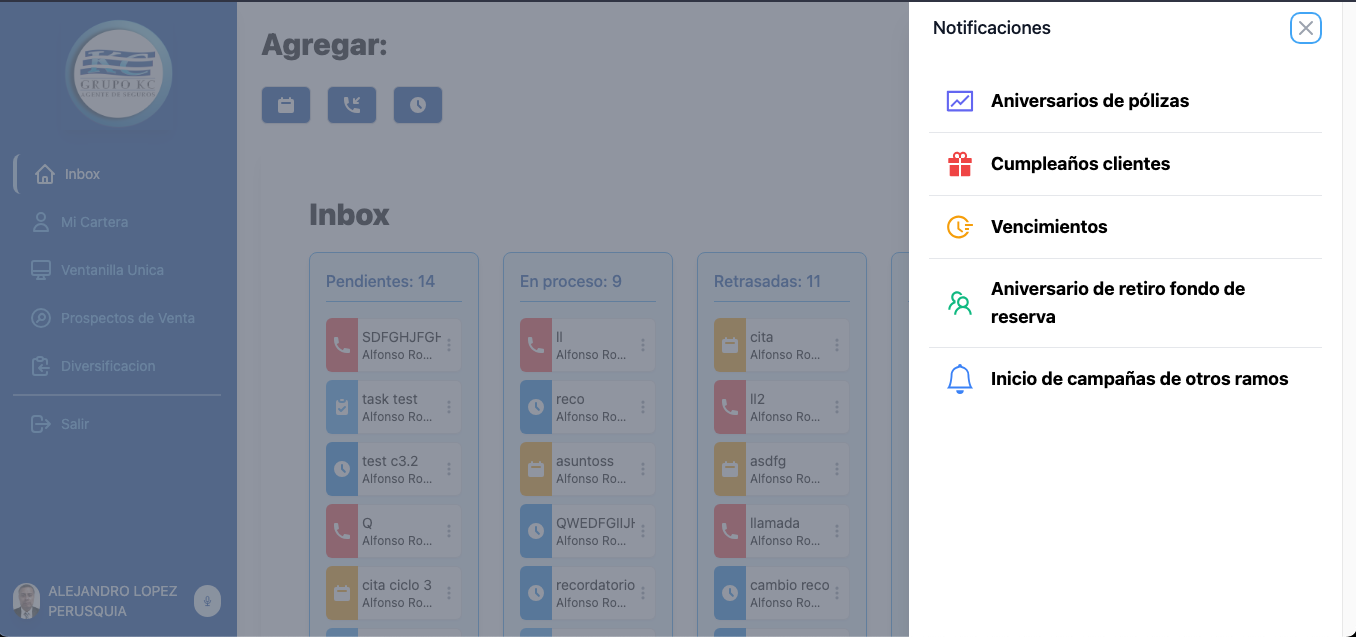 KC
GRUPO KC
AGENTE DE SEGUROS
Inbox
Mi Cartera
Ventanilla Unica
Prospectos de Venta
Diversificacion
Salir
ALEJANDRO LOPEZ
PERUSQUIA
Agregar:
Inbox
Pendientes: 14
SDFGHJFGH
Alfonso Ro...
task test
Alfonso Ro...
test c3.2
Alfonso Ro...
Q
Alfonso Ro...
cita ciclo 3
Alfonso Ro...
En proceso: 9
ll
Alfonso Ro...
reco
Alfonso Ro...
asuntoss
Alfonso Ro...
Alfonso Ro...
recordatorio
Alfonso Ro...
Retrasadas: 11
cita
Alfonso Ro...
ll2
Alfonso Ro...
asdfg
Alfonso Ro...
llamada
Alfonso Ro...
cambio reco
Alfonso Ro...
Notificaciones
Aniversarios de pólizas
Cumpleaños clientes
Vencimientos
Aniversario de retiro fondo de
reserva
Inicio de campañas de otros ramos